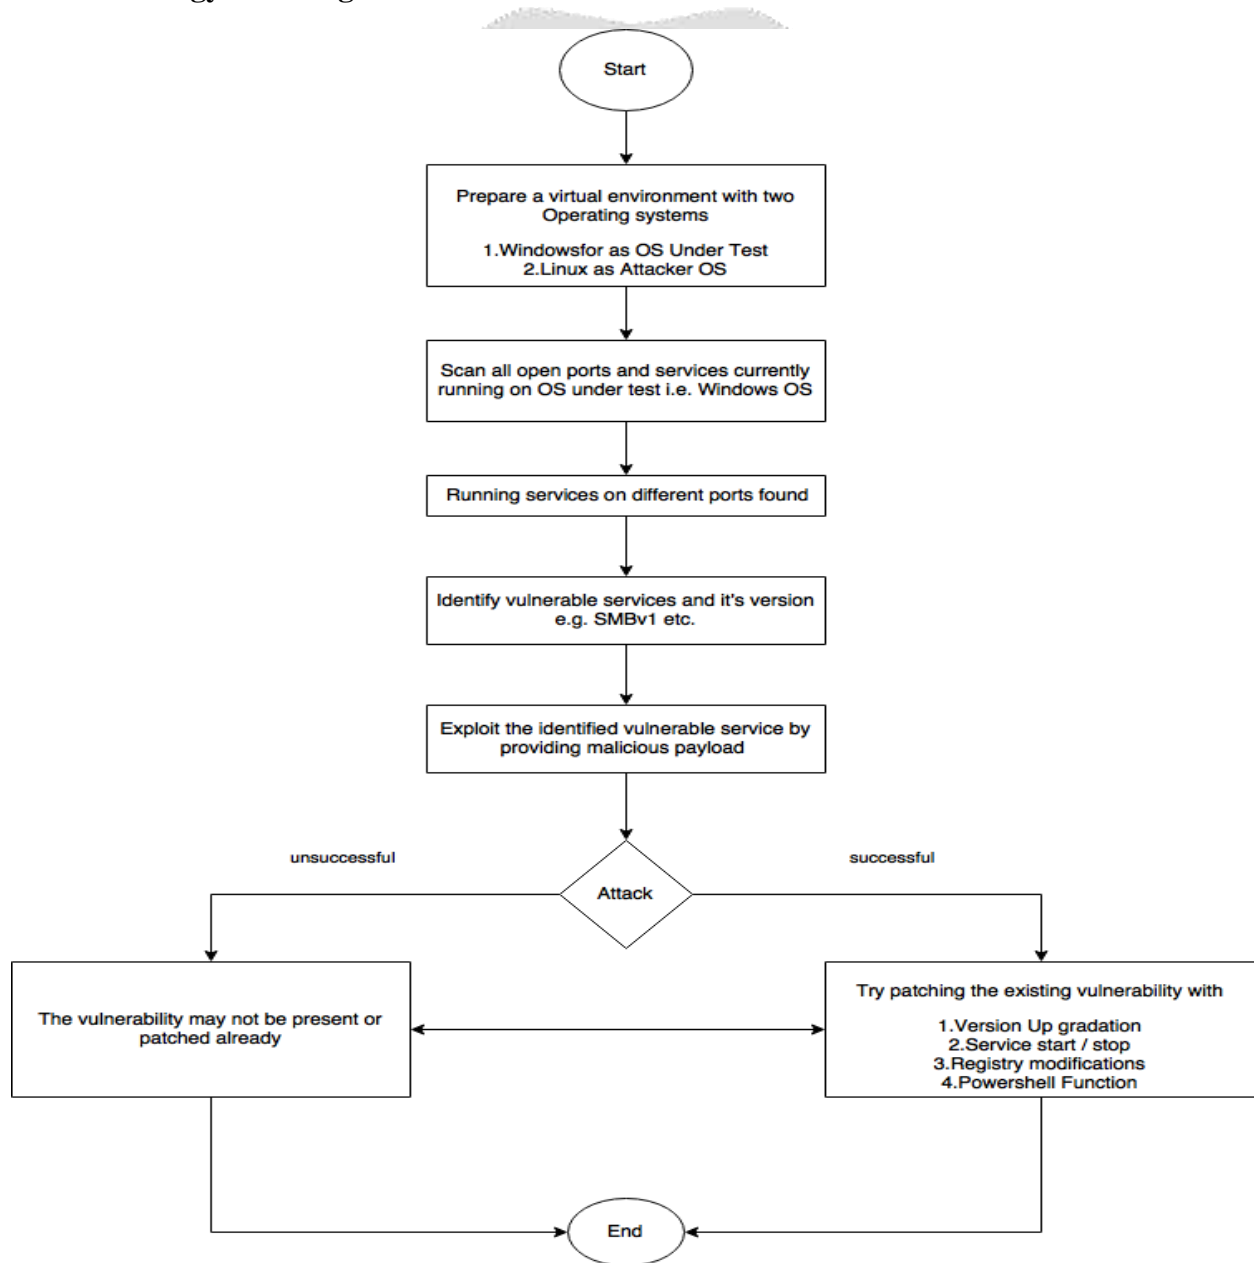 Start
Prepare a virtual environment with two
Operating systems
1.Windowsfor as OS Under Test
2.Linux as Attacker OS
Scan all open ports and services currently
running on OS under test i.e. Windows OS
Running services on different ports found
Identify vulnerable services and it's version
e.g. SMBv1 etc.
Exploit the identified vulnerable service by
providing malicious payload
unsuccessful
successful
Attack
The vulnerability may not be present or
patched already
Try patching the existing vulnerability with
1.Version Up gradation
2.Service start / stop
3.Registry modifications
4.Powershell Function
End